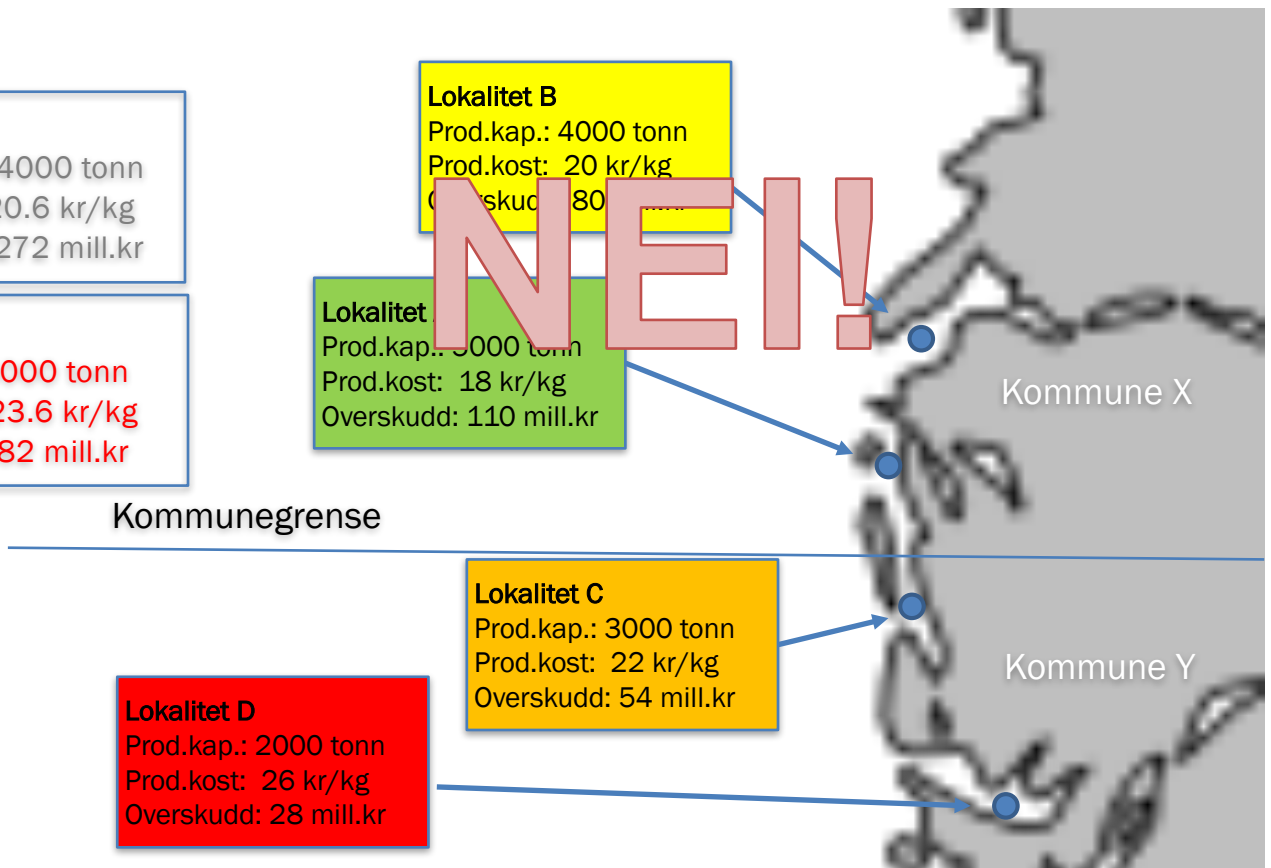 4000 tonn
20.6 kr/kg
272 mill.kr
000 tonn
23.6 kr/kg
82 mill.kr
Lokalitet B
Prod.kap.: 4000 tonn
Prod.kost: 20 kr/kg
80
NEI!
Lokalitet
Prod.kap.: 5000 tonn
Prod.kost: 18 kr/kg
Overskudd: 110 mill.kr
Kommune X
Kommunegrense
Lokalitet C
Prod.kap.: 3000 tonn
Prod.kost: 22 kr/kg
Overskudd: 54 mill.kr
Kommune Y
Lokalitet D
Prod.kap.: 2000 tonn
Prod.kost: 26 kr/kg
Overskudd: 28 mill.kr